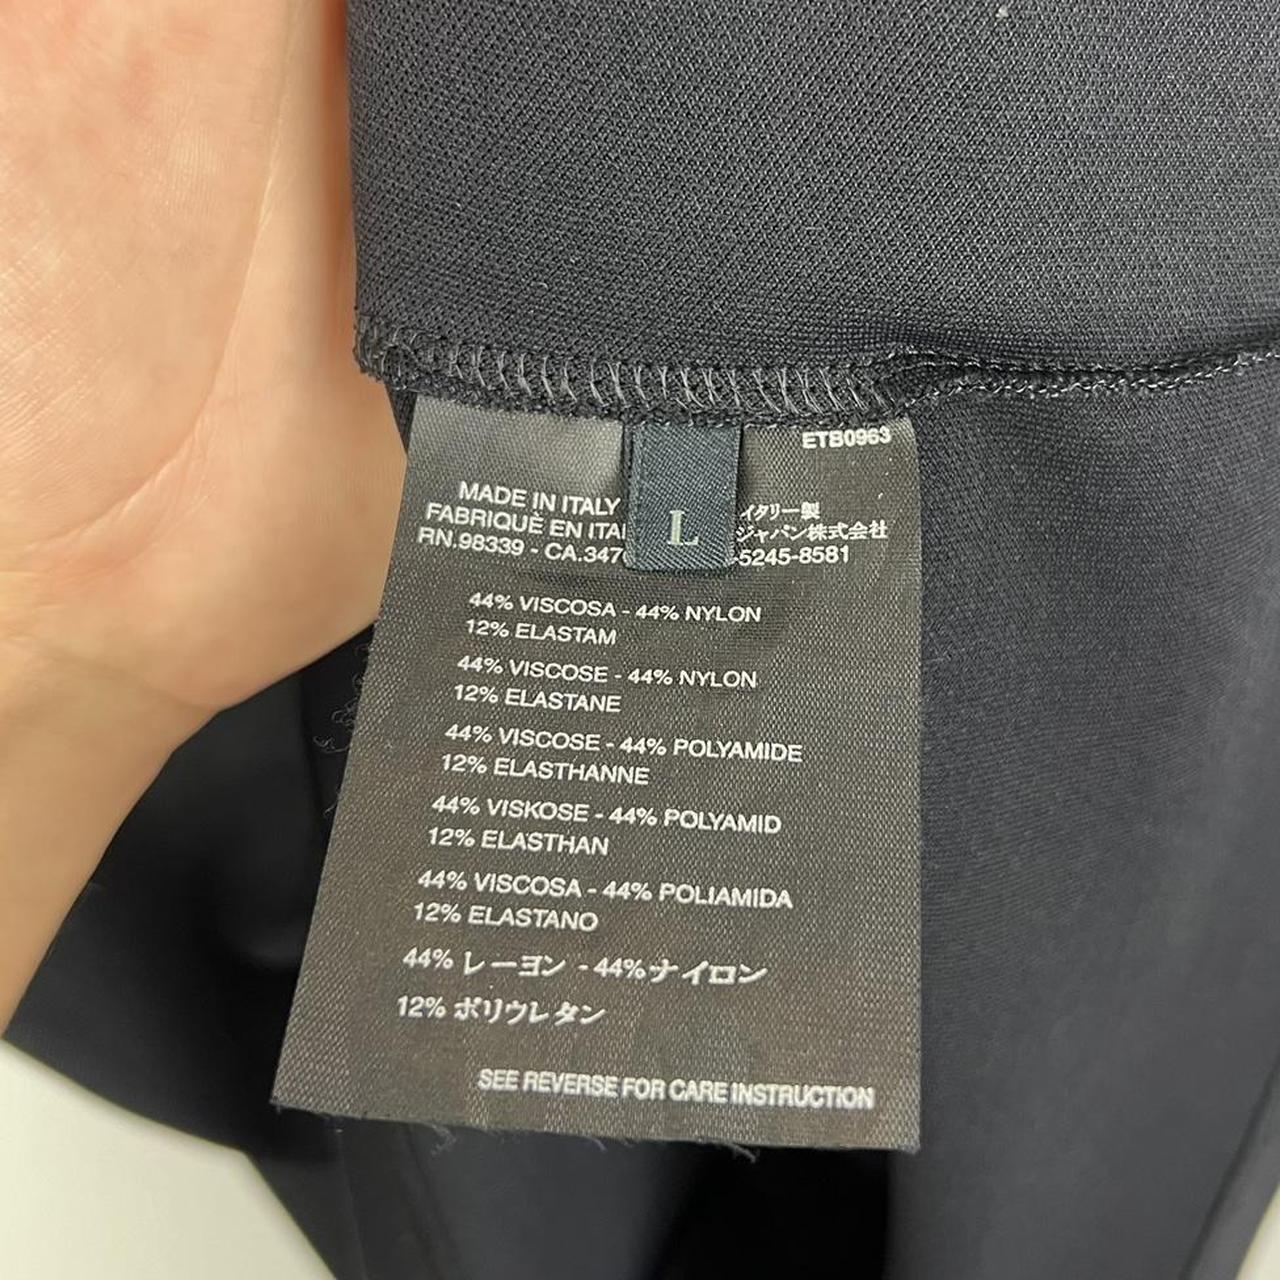 ETB0963
L
MADE IN ITALY イタリー製
FABRIQUÉ EN ITA ジャパン株式会社
RN.98339 - CA.347 5245-8581
44% VISCOSA - 44% NYLON
12% ELASTAM
44% VISCOSE - 44% NYLON
12% ELASTANE
44% VISCOSE - 44% POLYAMIDE
12% ELASTHANNE
44% VISKOSE - 44% POLYAMID
12% ELASTHAN
44% VISCOSA - 44% POLIAMIDA
12% ELASTANO
44% レーヨン - 44%ナイロン
12% ポリウレタン
SEE REVERSE FOR CARE INSTRUCTION